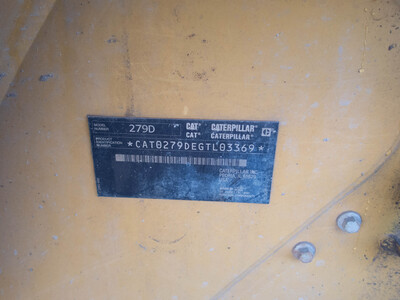 MODEL NUMBER 279D CAT CATERPILLAR
CAT CATERPILLAR
PRODUCT IDENTIFICATION NUMBER *CAT0279DEGTL03369*
CATERPILLAR INC.